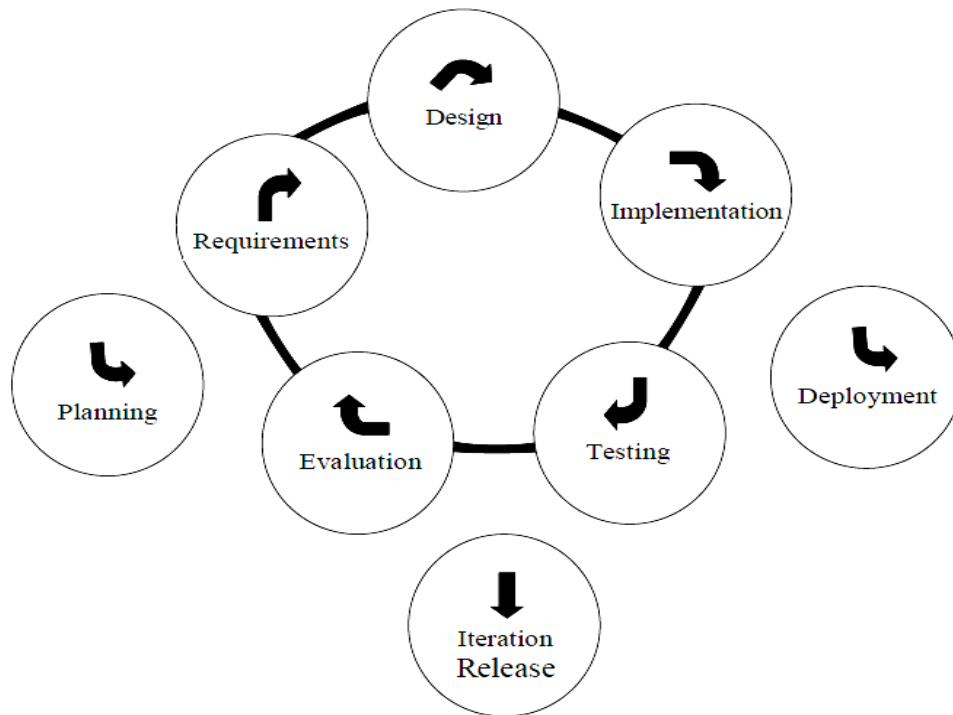 Design
Implementation
Requirements
Planning
Deployment
Evaluation
Testing
Iteration
Release